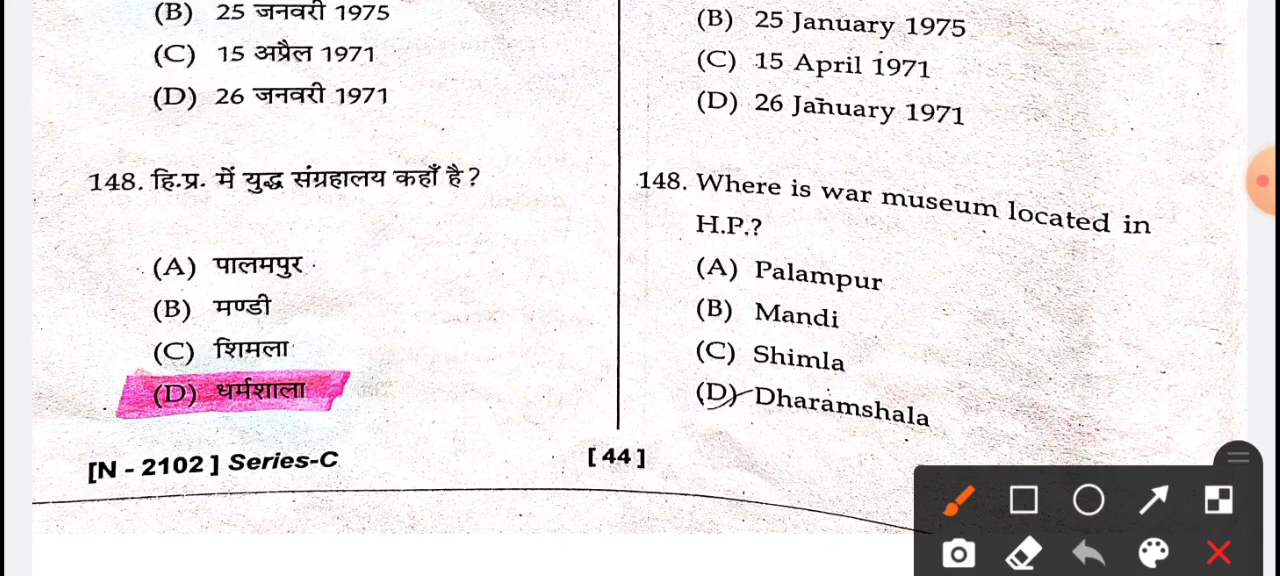 (B) 25 जनवरी 1975
(C) 15 अप्रैल 1971
(D) 26 जनवरी 1971
148. हि.प्र. में युद्ध संग्रहालय कहाँ है?
(A) पालमपुर
(B) मण्डी
(C) शिमला
(D) धर्मशाला
[N - 2102 ] Series-C
(B) 25 January 1975
(C) 15 April 1971
(D) 26 January 1971
148. Where is war museum located in
H.P.?
(A) Palampur
(B) Mandi
(C) Shimla
(D) Dharamshala
[ 44 ]